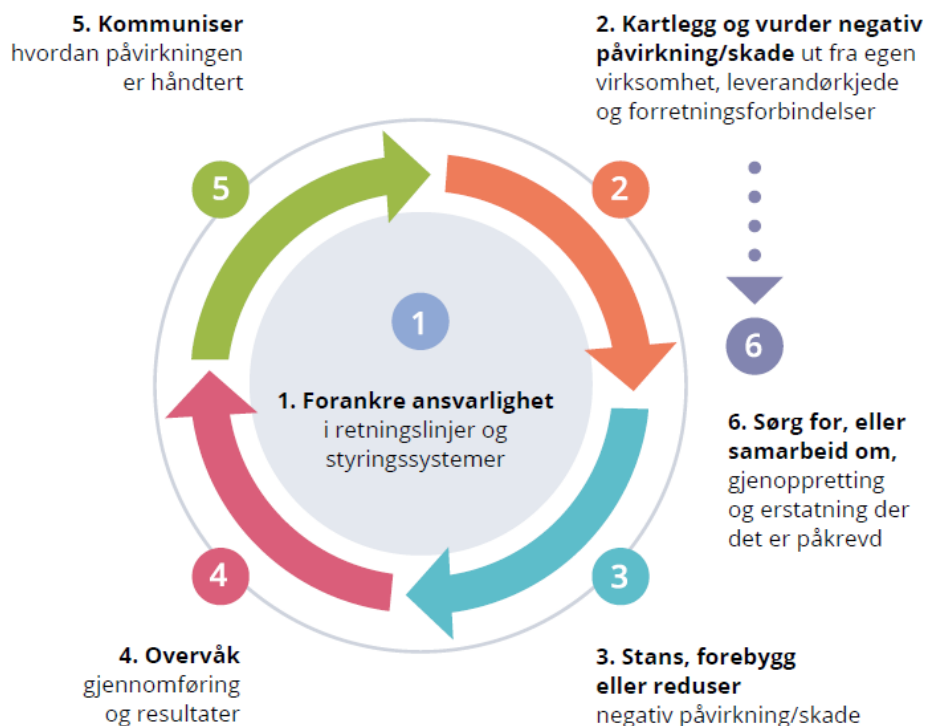 5. Kommuniser
hvordan påvirkningen
er håndtert
2. Kartlegg og vurder negativ
påvirkning/skade ut fra egen
virksomhet, leverandørkjede
og forretningsforbindelser
5
2
1
6
1. Forankre ansvarlighet
i retningslinjer og
styringssystemer
6. Sørg for, eller
samarbeid om,
gjenoppretting
og erstatning der
det er påkrevd
4
3
4. Overvåk
gjennomføring
og resultater
3. Stans, forebygg
eller reduser
negativ påvirkning/skade